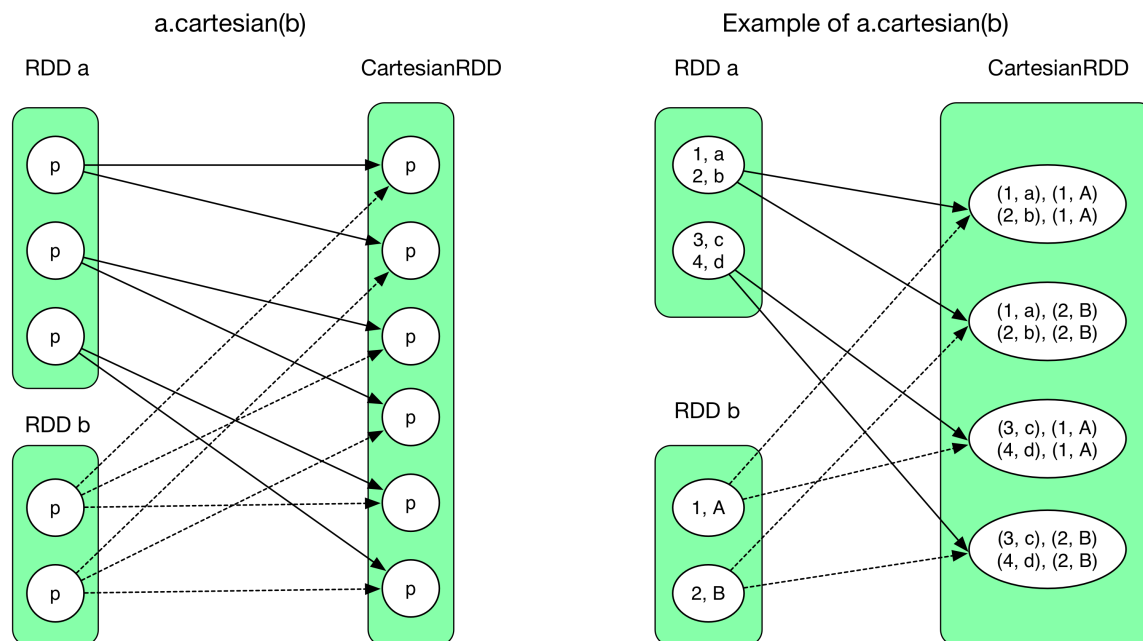 a.cartesian(b)
RDD a
CartesianRDD
p
p
p
p
p
p
RDD b
p
p
p
p
p
Example of a.cartesian(b)
RDD a
CartesianRDD
1, a
2, b
3, c
4, d
(1, a), (1, A)
(2, b), (1, A)
(1, a), (2, B)
(2, b), (2, B)
RDD b
1, A
2, B
(3, c), (1, A)
(4, d), (1, A)
(3, c), (2, B)
(4, d), (2, B)